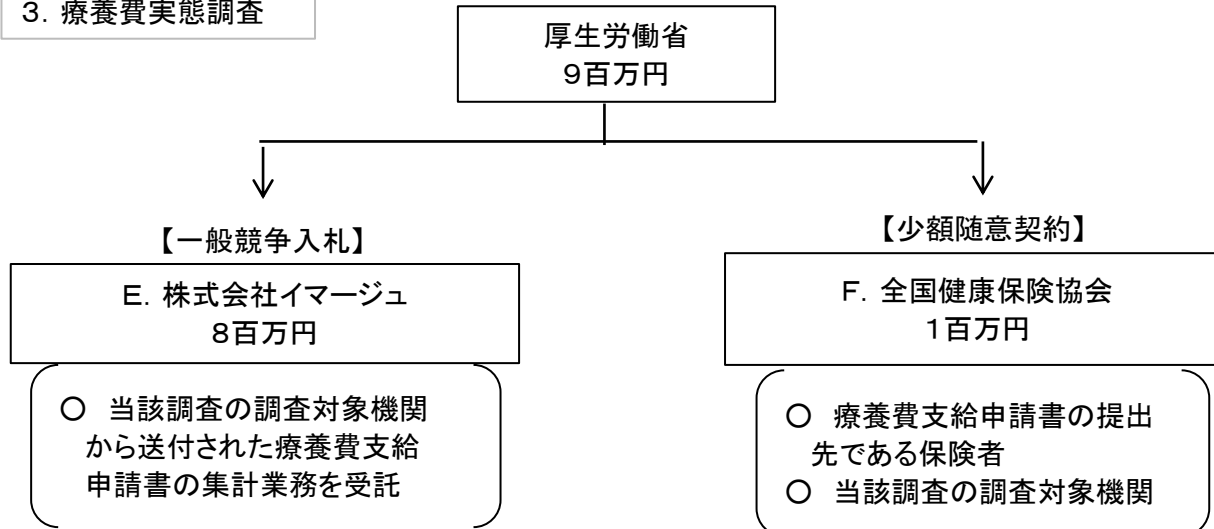 ３．療養費実態調査
厚生労働省
９百万円
【一般競争入札】
Ｅ．株式会社イマージュ
８百万円
○　当該調査の調査対象機関
から送付された療養費支給
申請書の集計業務を受託
【少額随意契約】
Ｆ．全国健康保険協会
１百万円
○　療養費支給申請書の提出
先である保険者
○　当該調査の調査対象機関